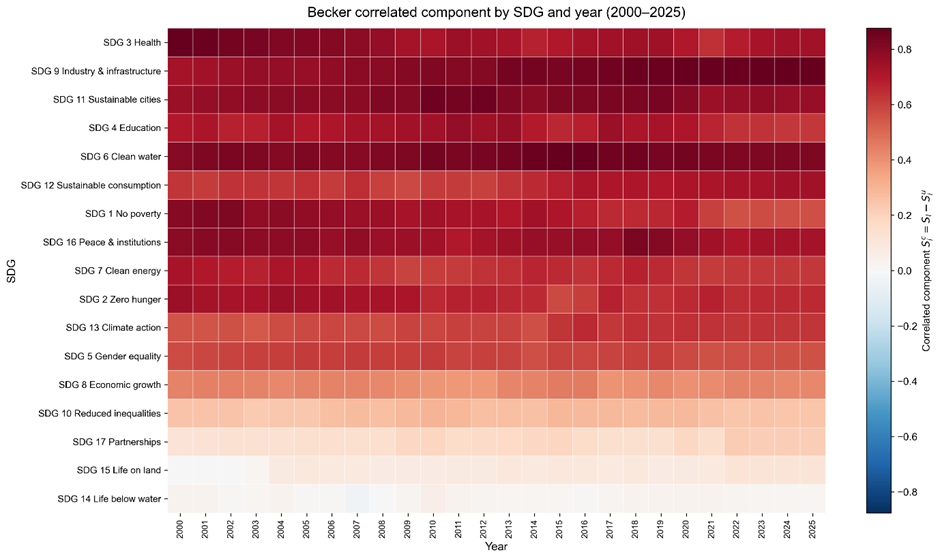 Becker correlated component by SDG and year (2000–2025)
SDG 3 Health
SDG 9 Industry & infrastructure
SDG 11 Sustainable cities
SDG 4 Education
SDG 6 Clean water
SDG 12 Sustainable consumption
SDG 1 No poverty
SDG 16 Peace & institutions
SDG 7 Clean energy
SDG 2 Zero hunger
SDG 13 Climate action
SDG 5 Gender equality
SDG 8 Economic growth
SDG 10 Reduced inequalities
SDG 17 Partnerships
SDG 15 Life on land
SDG 14 Life below water
SDG
2000 2001 2002 2003 2004 2005 2006 2007 2008 2009 2010 2011 2012 2013 2014 2015 2016 2017 2018 2019 2020 2021 2022 2023 2024 2025
Year
0.8
0.6
0.4
0.2
0.0
−0.2
−0.4
−0.6
−0.8
Correlated component S_i^c = S_i − S_i^u